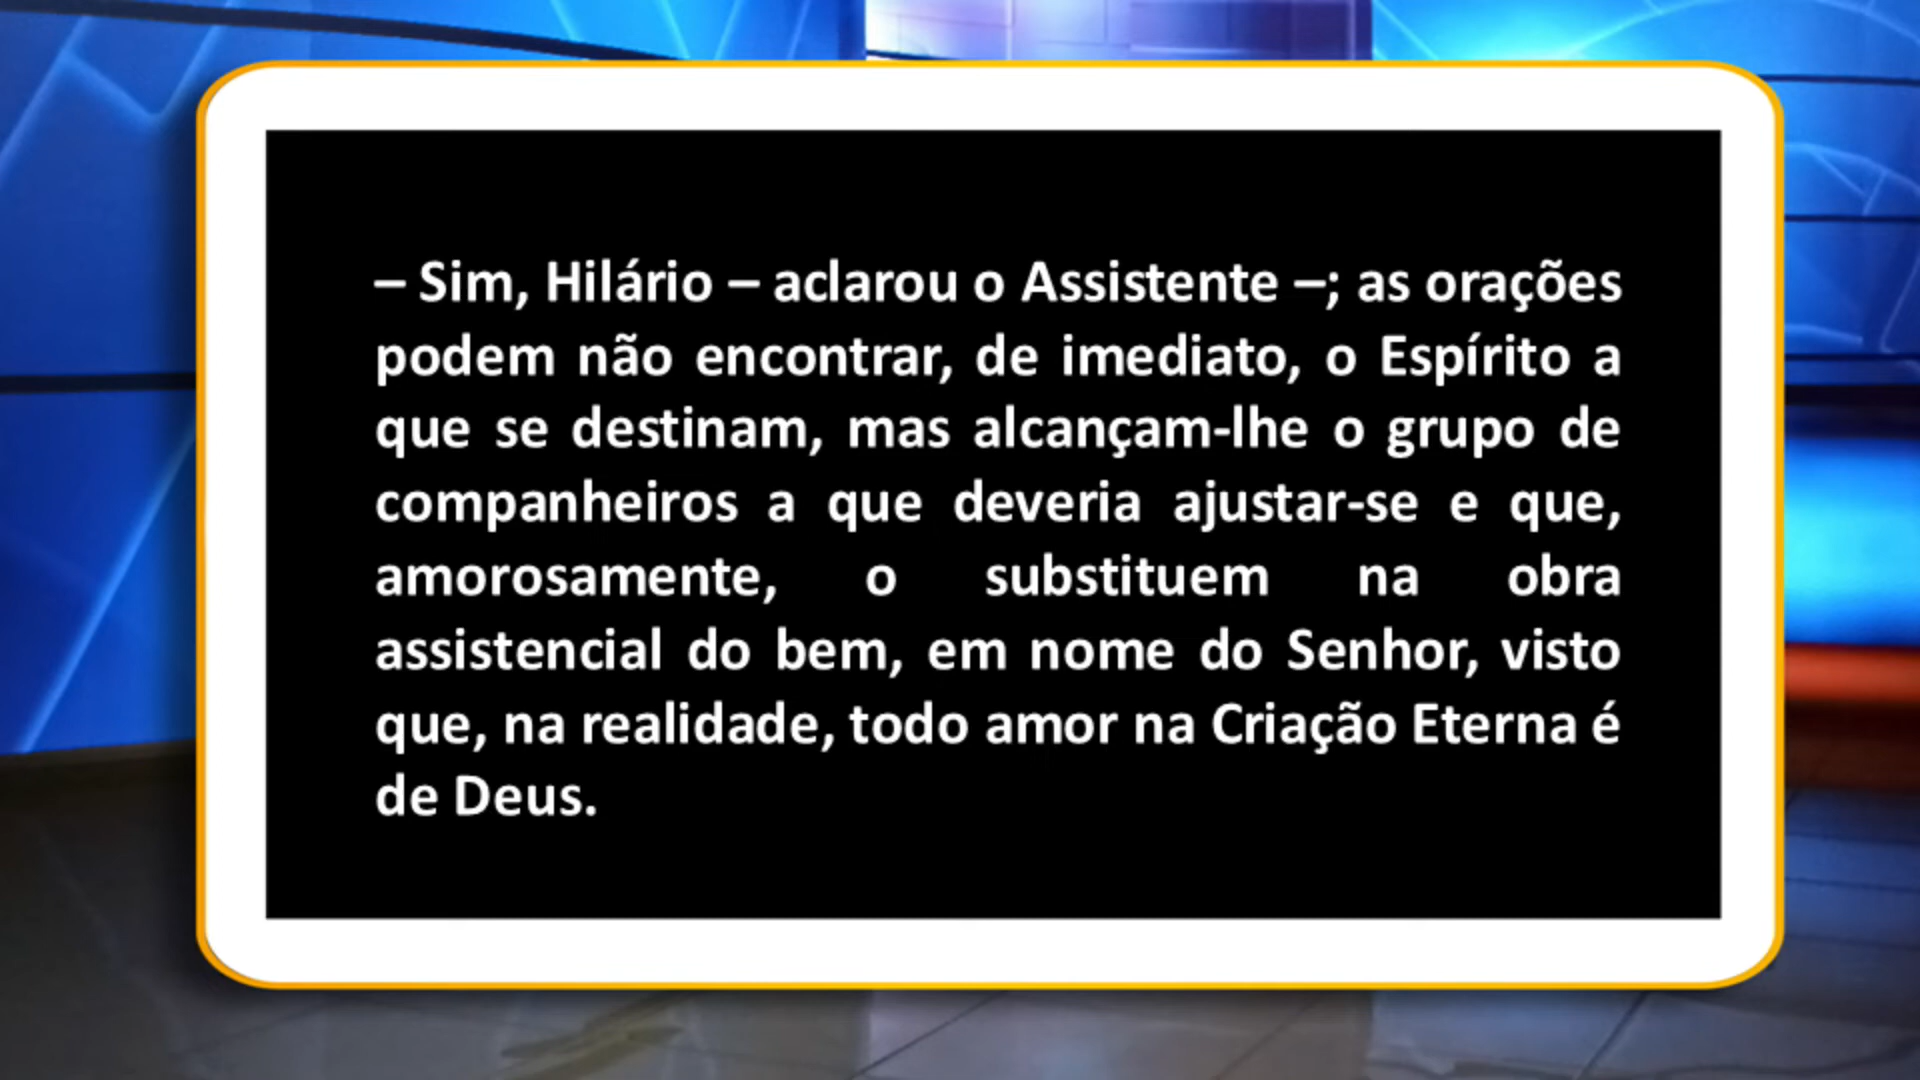 – Sim, Hilário – aclarou o Assistente –; as orações
podem não encontrar, de imediato, o Espírito a
que se destinam, mas alcançam-lhe o grupo de
companheiros a que deveria ajustar-se e que,
amorosamente, o substituem na obra
assistencial do bem, em nome do Senhor, visto
que, na realidade, todo amor na Criação Eterna é
de Deus.